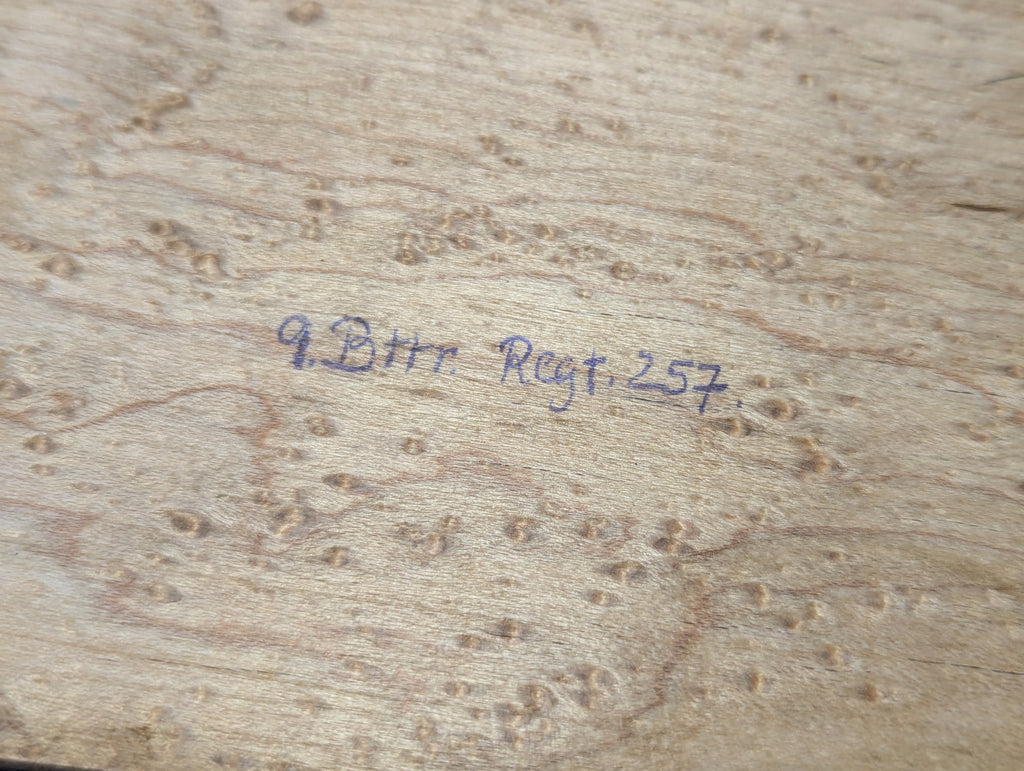 9. Bttr. Regt. 257.